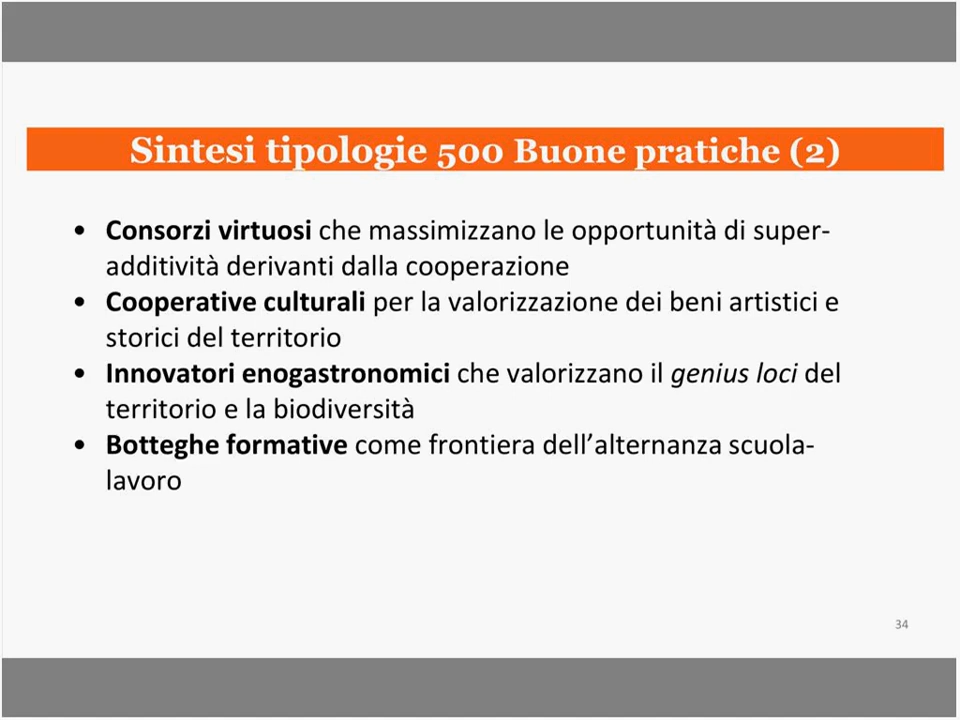 Sintesi tipologie 500 Buone pratiche (2)
• Consorzi virtuosi che massimizzano le opportunità di super-
additività derivanti dalla cooperazione
• Cooperative culturali per la valorizzazione dei beni artistici e
storici del territorio
• Innovatori enogastronomici che valorizzano il genius loci del
territorio e la biodiversità
• Botteghe formative come frontiera dell’alternanza scuola-
lavoro
34